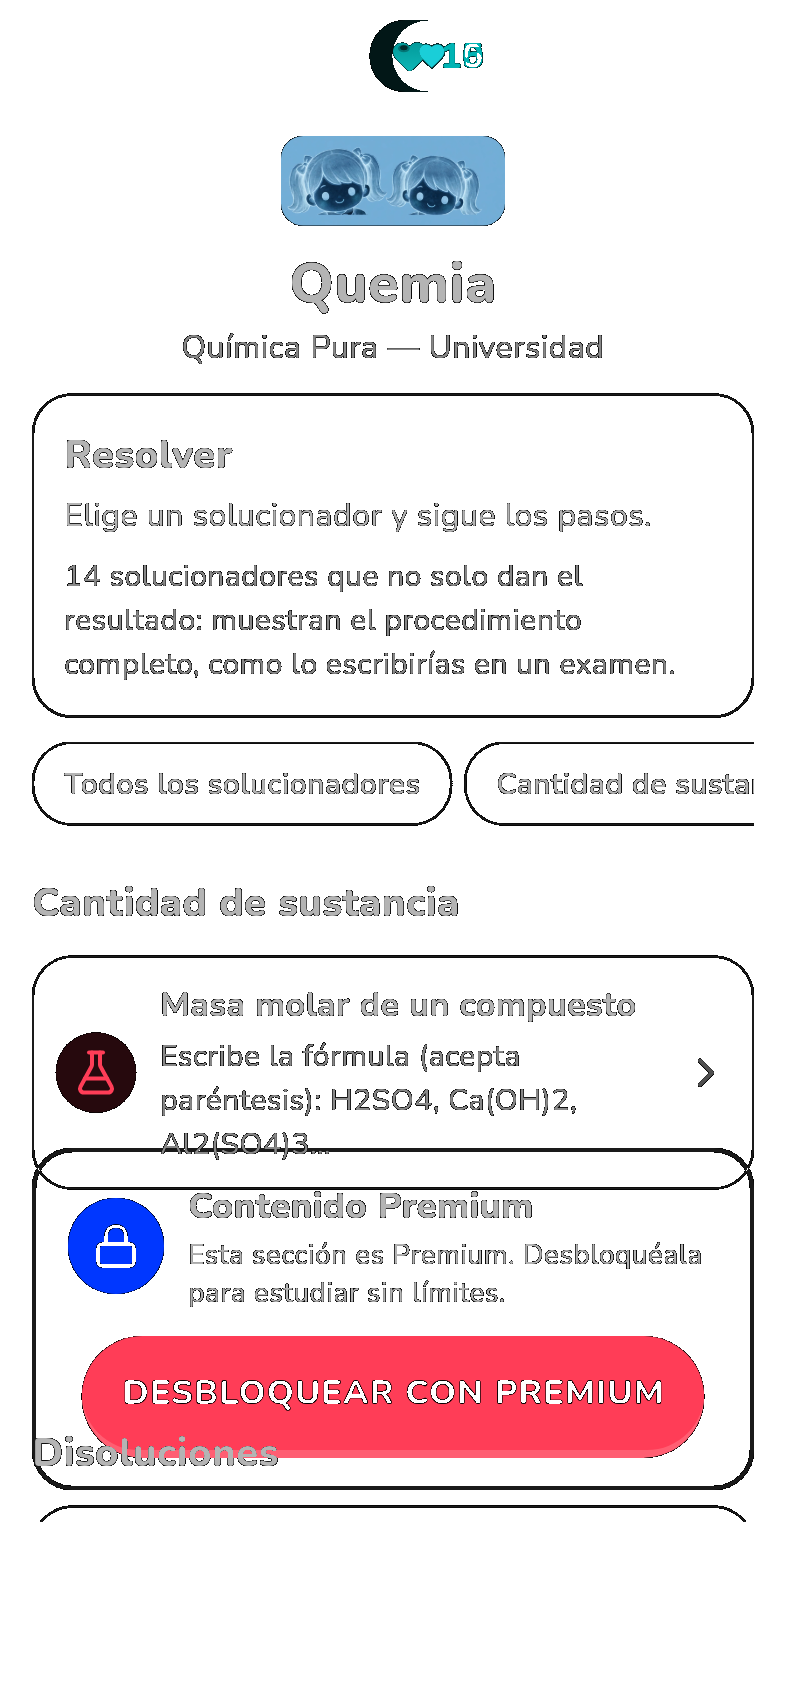 Quemia
Química Pura — Universidad
Resolver
Elige un solucionador y sigue los pasos.
14 solucionadores que no solo dan el
resultado: muestran el procedimiento
completo, como lo escribirías en un examen.
Todos los solucionadores
Cantidad de
Cantidad de sustancia
Masa molar de un compuesto
Escribe la fórmula (acepta
paréntesis): H2SO4, Ca(OH)2,
Al2(SO4)3...
Contenido Premium
Esta sección es Premium. Desbloquéala
para estudiar sin límites.
DESBLOQUEAR CON PREMIUM
Disoluciones